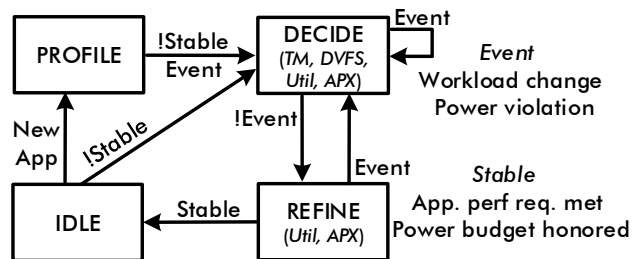 Event
PROFILE
!Stable
Event
DECIDE
(TM, DVFS,
Util, APX)
Event
Workload change
Power violation
New
App
!Stable
!Event
Event
IDLE
Stable
REFINE
(Util, APX)
Stable
App. perf req. met
Power budget honored